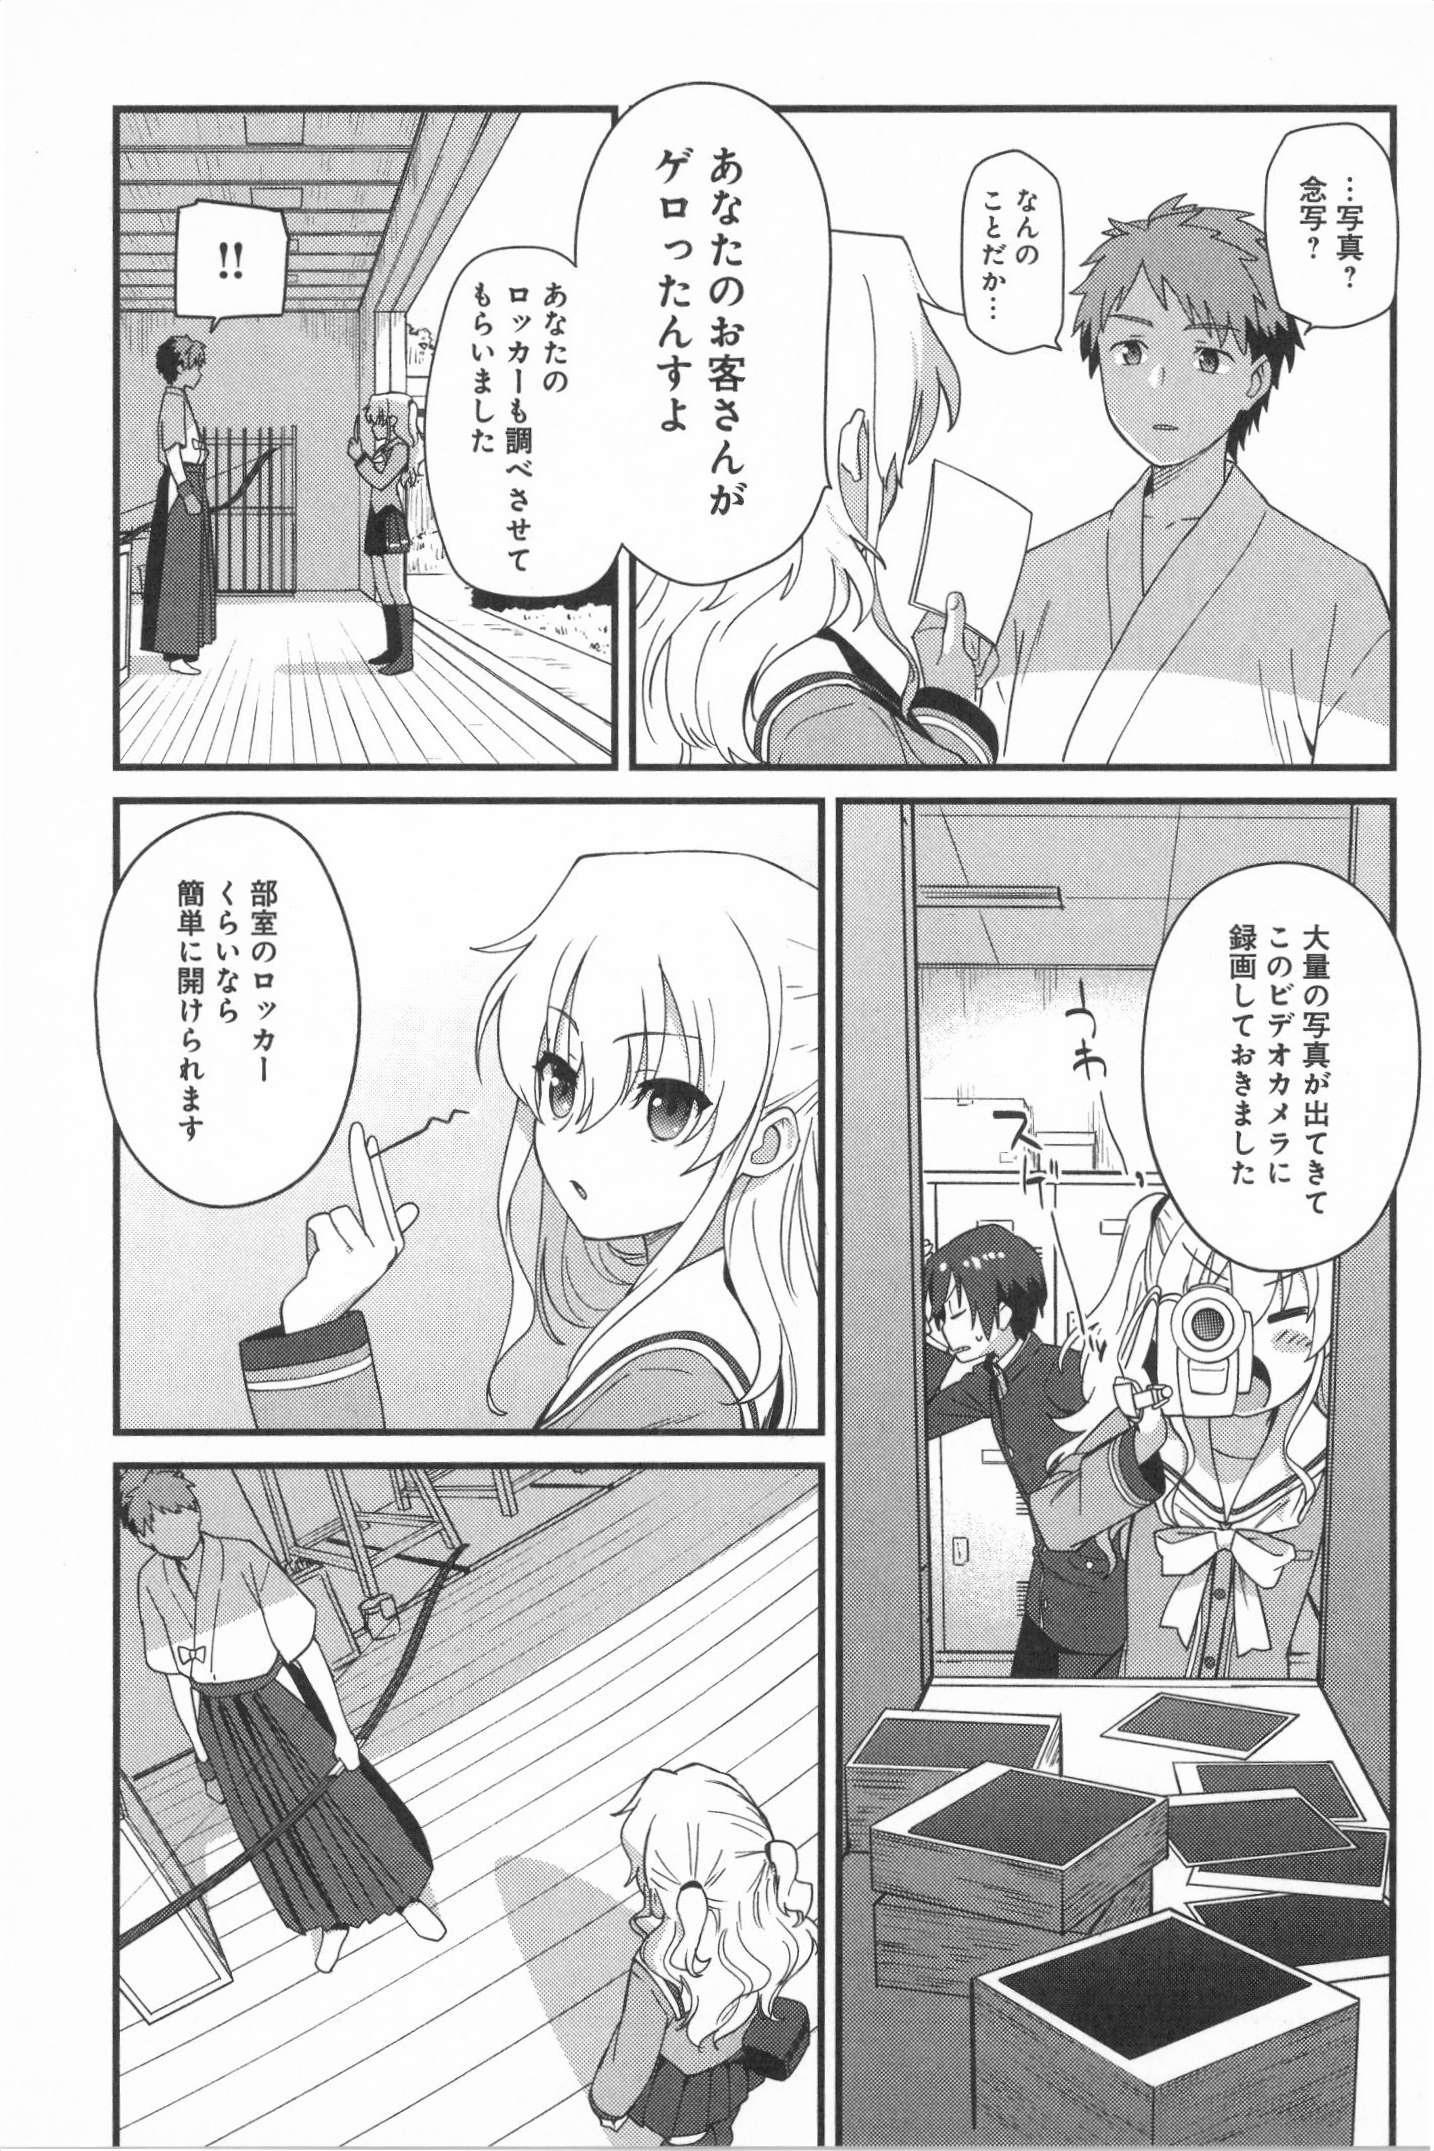 …写真?
念写?
なんの
ことだか…
あなたのお客さんが
ゲロったんすよ
あなたの
ロッカーも調べさせて
もらいました
!!
大量の写真が出てきて
このビデオカメラに
録画しておきました
うわ
部室のロッカー
くらいなら
簡単に開けられます